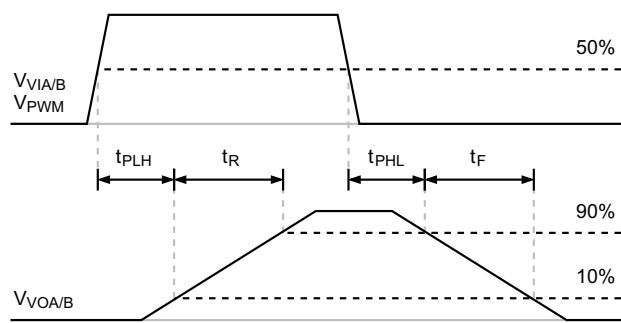 50%
VVIA/B
VPWM
tPLH
tR
tPHL
tF
90%
10%
VVOA/B